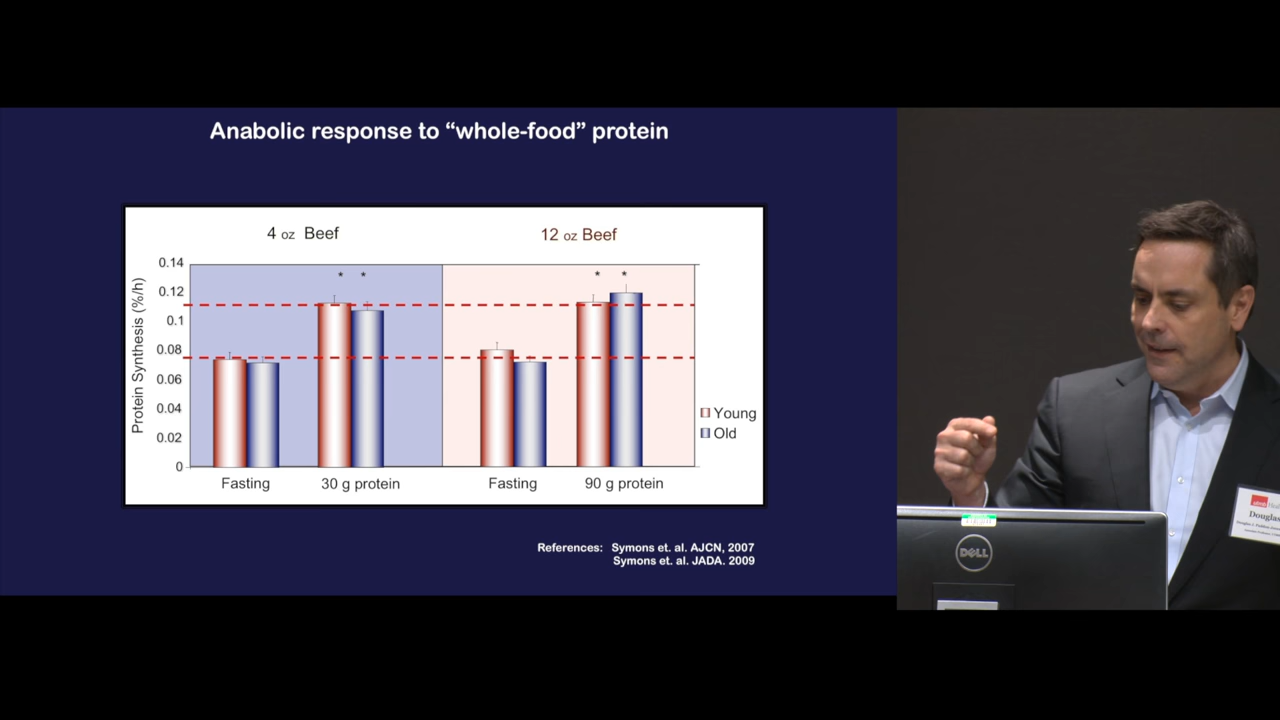 Anabolic response to “whole-food” protein
4 oz Beef
12 oz Beef
Protein Synthesis (%/h)
0.14
0.12
0.1
0.08
0.06
0.04
0.02
0
* *
* *
Fasting
30 g protein
Fasting
90 g protein
Young
Old
References: Symons et. al. AJCN, 2007
Symons et. al. JADA. 2009
DELL
Douglas